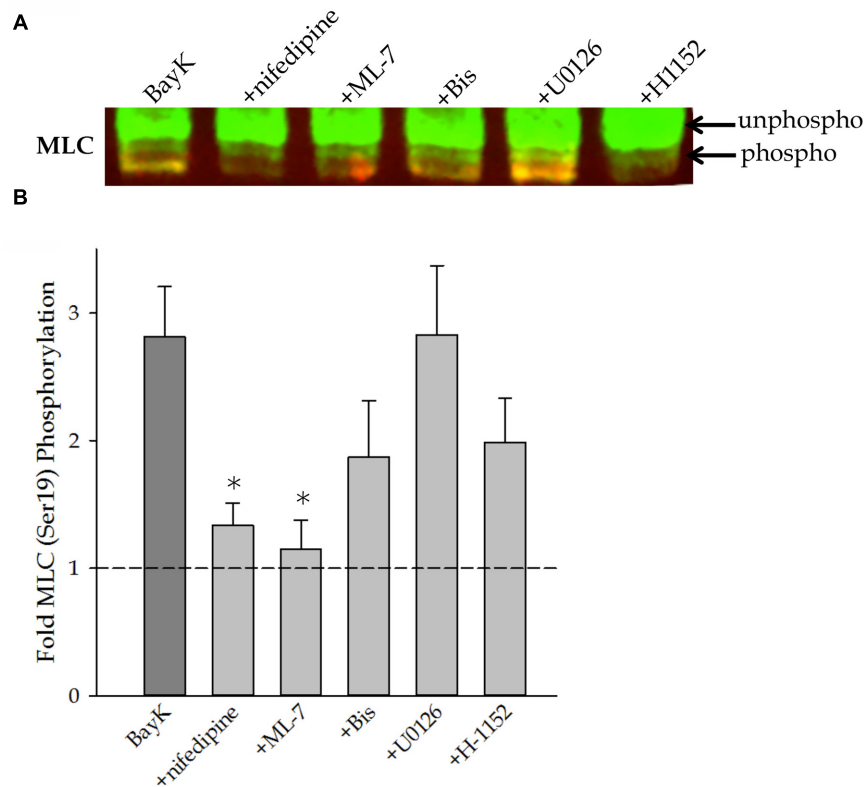 A
BayK
+nifedipine
+ML-7
+Bis
+U0126
+H1152
MLC
unphospho
phospho
B
Fold MLC (Ser19) Phosphorylation
3
2
1
0
*
*
BayK
+nifedipine
+ML-7
+Bis
+U0126
+H-1152